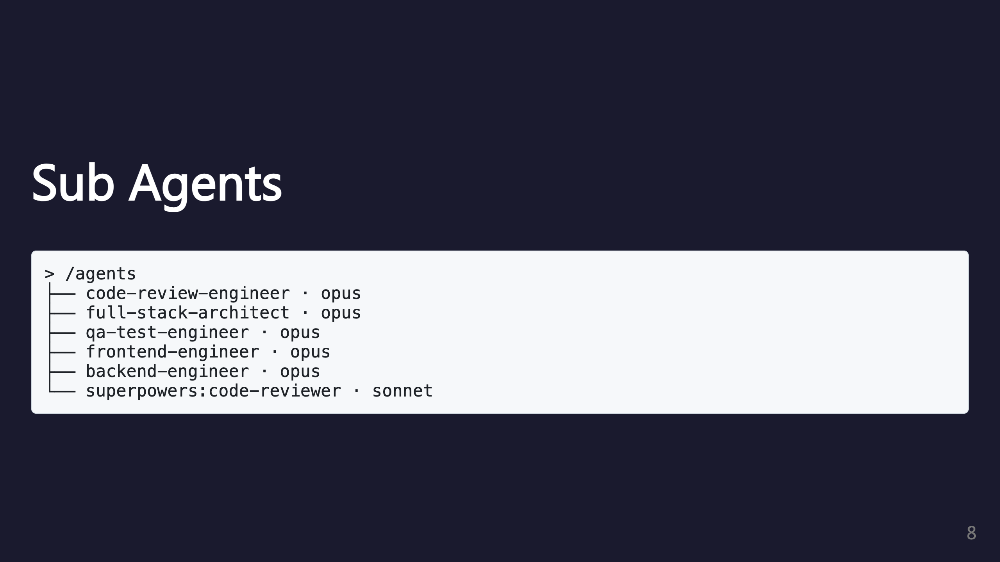 Sub Agents
> /agents
├── code-review-engineer · opus
├── full-stack-architect · opus
├── qa-test-engineer · opus
├── frontend-engineer · opus
├── backend-engineer · opus
└── superpowers:code-reviewer · sonnet
8